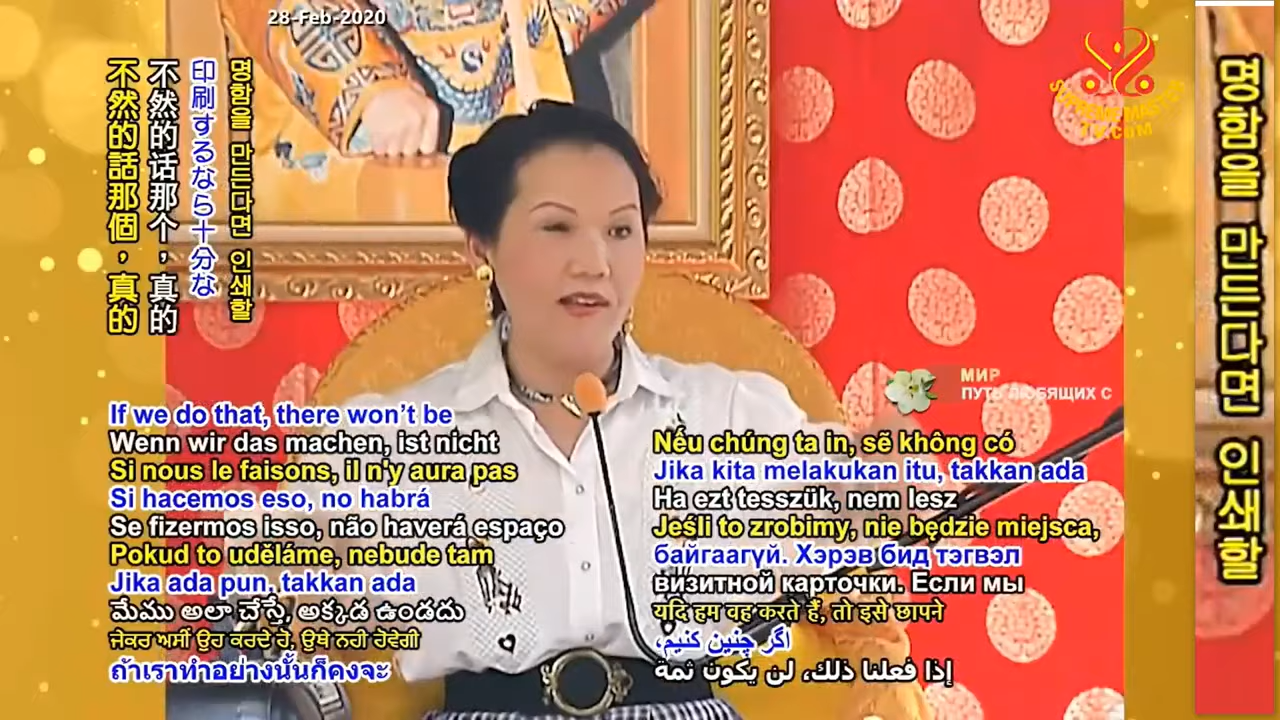 28-Feb-2020
SUPREME MASTER
TV.COM
명함을 만든다면 인쇄할
印刷するなら十分な
不然的话那个，真的
不然的話那個，真的
명함을 만든다면 인쇄할
МИР
ПУТЬ ЛЮБЯЩИХ С
If we do that, there won't be
Wenn wir das machen, ist nicht
Si nous le faisons, il n'y aura pas
Si hacemos eso, no habrá
Se fizermos isso, não haverá espaço
Pokud to uděláme, nebude tam
Jika ada pun, takkan ada
మేము అలా చేస్తే, అక్కడ ఉండదు
ਜੇਕਰ ਅਸੀਂ ਉਹ ਕਰਦੇ ਹੋ, ਉਥੇ ਨਹੀ ਹੋਵੇਗੀ
ถ้าเราทำอย่างนั้นก็คงจะ
Nếu chúng ta in, sẽ không có
Jika kita melakukan itu, takkan ada
Ha ezt tesszük, nem lesz
Jeśli to zrobimy, nie będzie miejsca,
байгаагүй. Хэрэв бид тэгвэл
визитной карточки. Если мы
यदि हम वह करते हैं, तो इसे छापने
اگر چنین کنیم،
إذا فعلنا ذلك، لن يكون ثمة